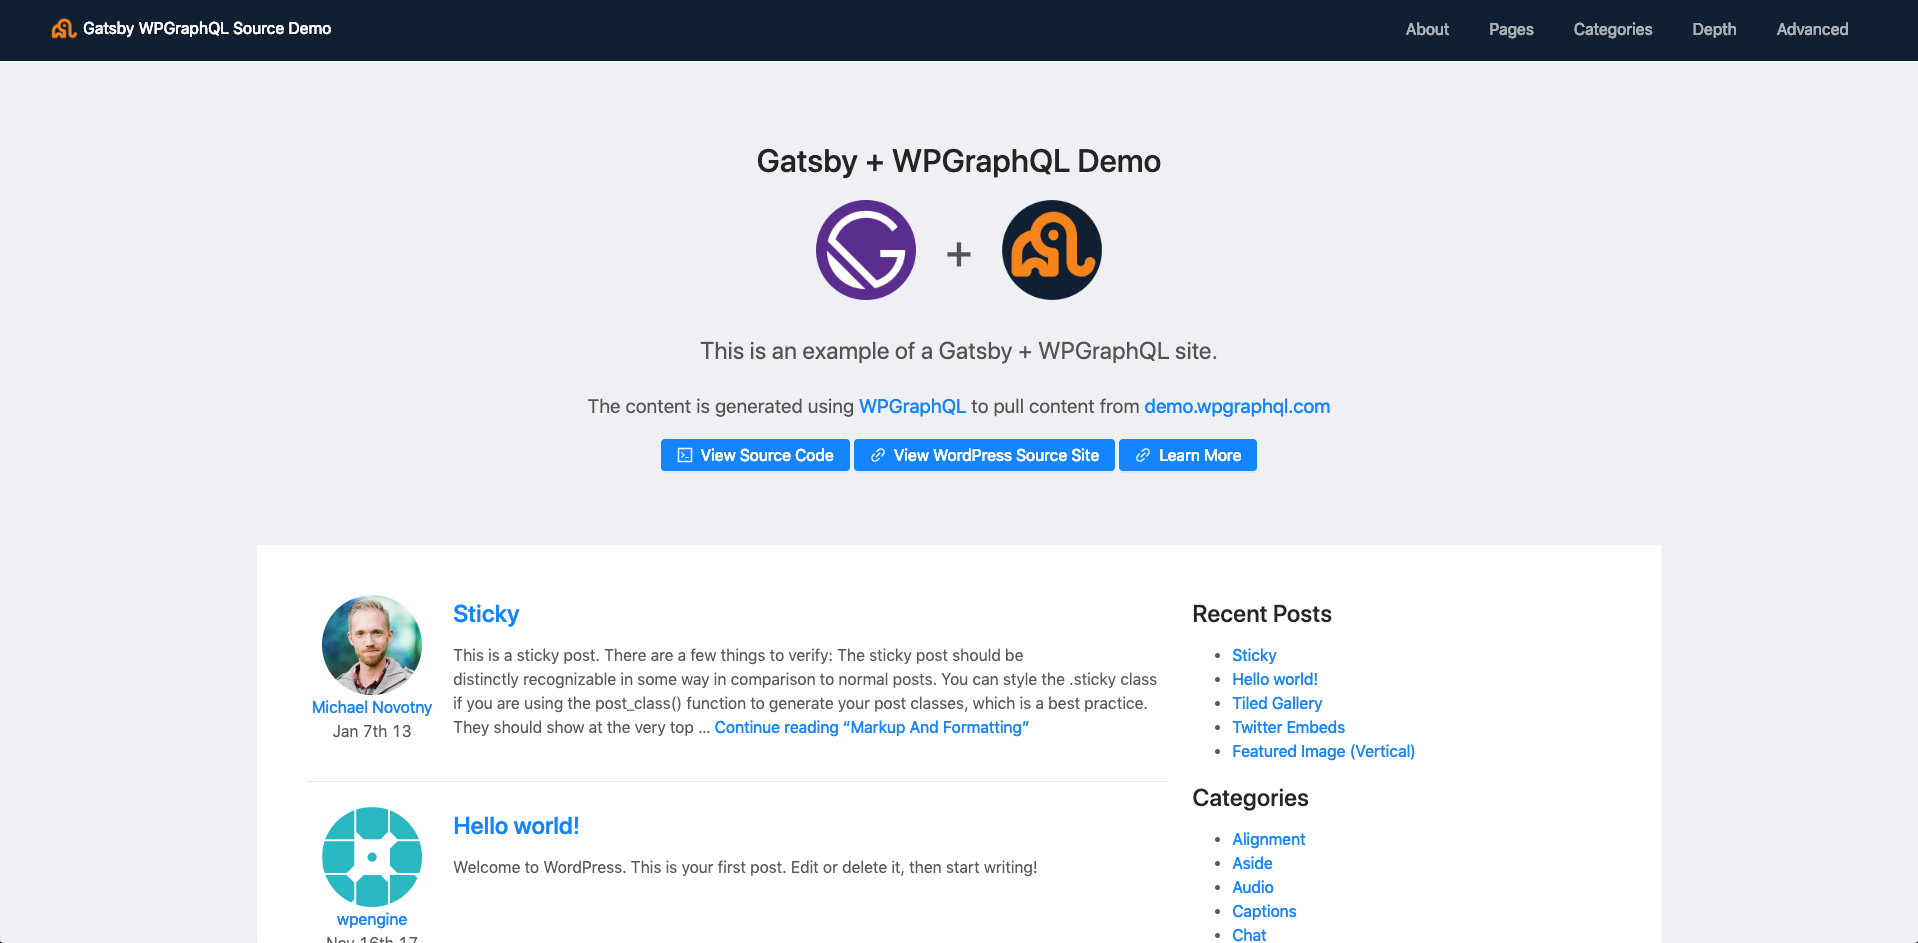 Gatsby WPGraphQL Source Demo
About
Pages
Categories
Depth
Advanced
Gatsby + WPGraphQL Demo
+
This is an example of a Gatsby + WPGraphQL site.
The content is generated using WPGraphQL to pull content from demo.wpgraphql.com
View Source Code
View WordPress Source Site
Learn More
Michael Novotny
Jan 7th 13
Sticky
This is a sticky post. There are a few things to verify: The sticky post should be
distinctly recognizable in some way in comparison to normal posts. You can style the .sticky class
if you are using the post_class() function to generate your post classes, which is a best practice.
They should show at the very top ... Continue reading “Markup And Formatting”
wpengine
Nov 16th 17
Hello world!
Welcome to WordPress. This is your first post. Edit or delete it, then start writing!
Recent Posts
• Sticky
• Hello world!
• Tiled Gallery
• Twitter Embeds
• Featured Image (Vertical)
Categories
• Alignment
• Aside
• Audio
• Captions
• Chat